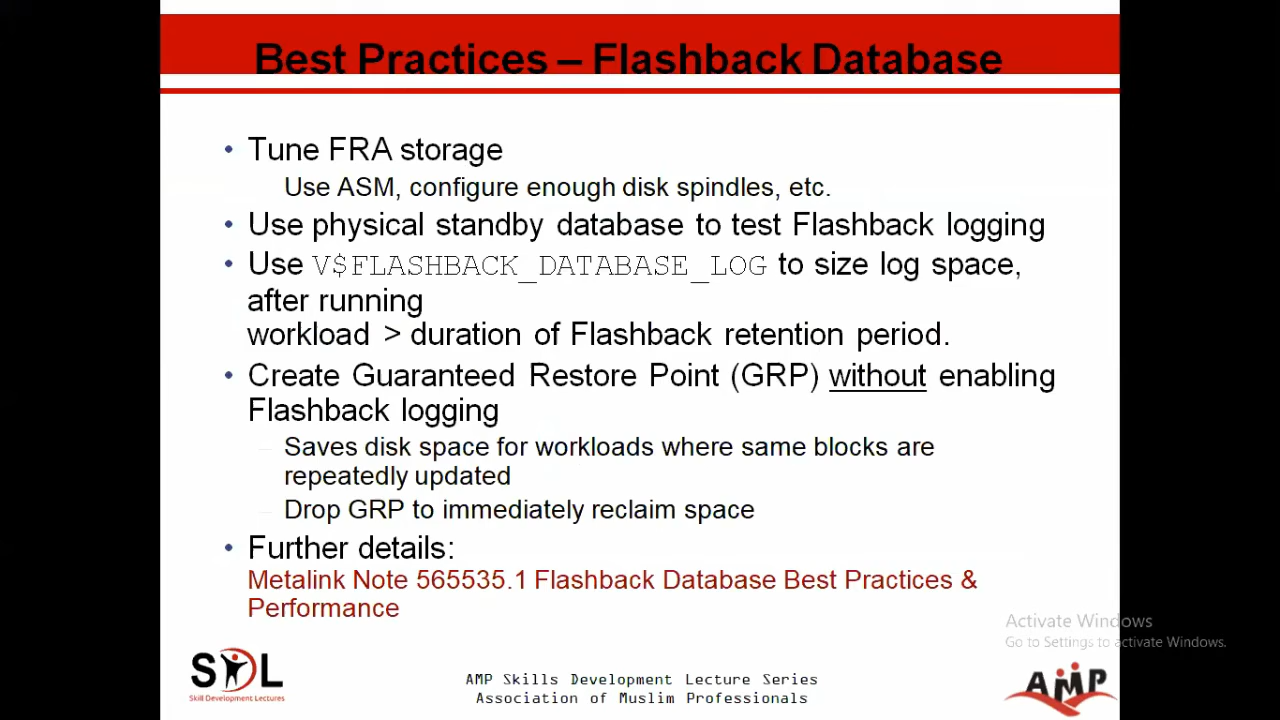 Best Practices – Flashback Database
• Tune FRA storage
Use ASM, configure enough disk spindles, etc.
• Use physical standby database to test Flashback logging
• Use V$FLASHBACK_DATABASE_LOG to size log space,
after running
workload > duration of Flashback retention period.
• Create Guaranteed Restore Point (GRP) without enabling
Flashback logging
– Saves disk space for workloads where same blocks are
repeatedly updated
– Drop GRP to immediately reclaim space
• Further details:
Metalink Note 565535.1 Flashback Database Best Practices &
Performance
Activate Windows
Go to Settings to activate Windows.
SDL
Skill Development Lectures
AMP Skills Development Lecture Series
Association of Muslim Professionals
AMP